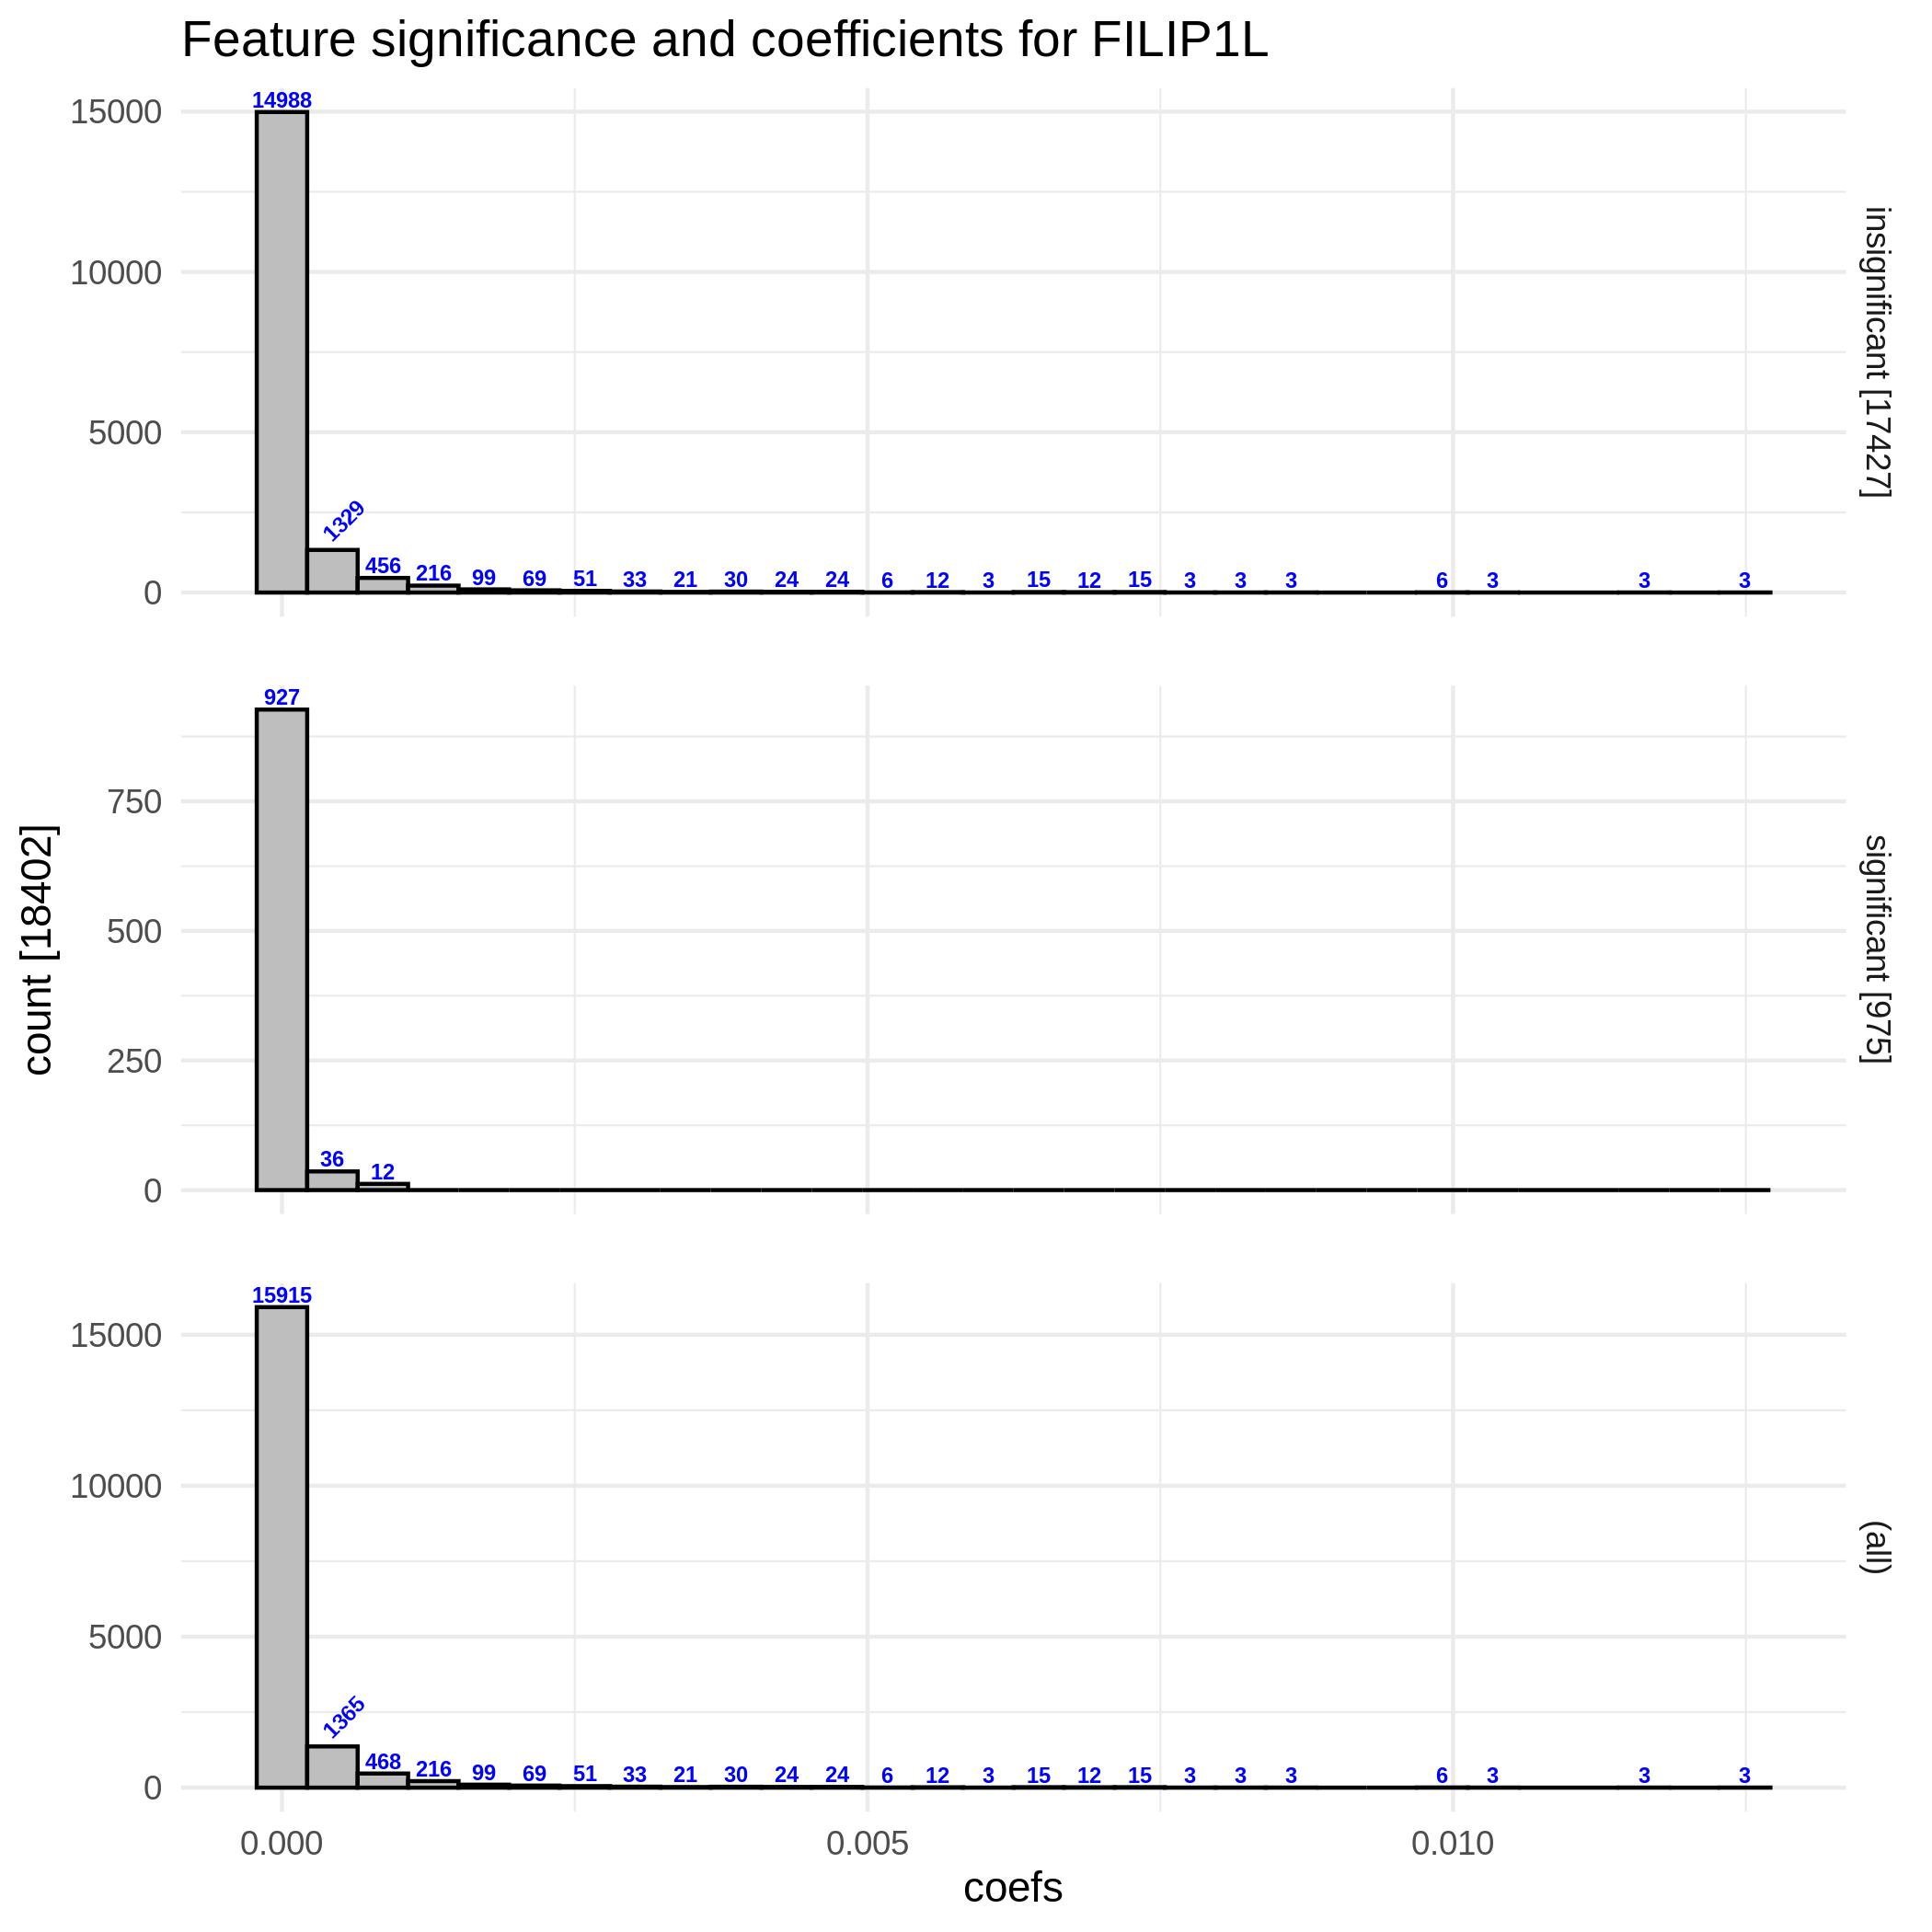 Feature significance and coefficients for FILIP1L
14988
15000
10000
5000
0
1329
456 216 99 69 51 33 21 30 24 24 6 12 3 15 12 15 3 3 3 6 3 3 3
insignificant [17427]
927
750
500
250
0
36 12
significant [975]
count [18402]
15915
15000
10000
5000
0
1365
468 216 99 69 51 33 21 30 24 24 6 12 3 15 12 15 3 3 3 6 3 3 3
(all)
0.000 0.005 0.010
coefs